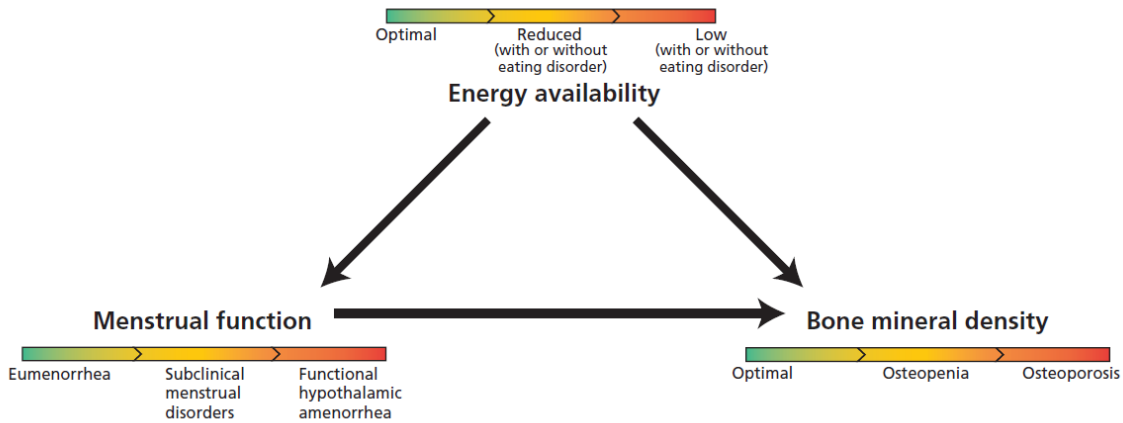 Optimal
Reduced
(with or without
eating disorder)
Low
(with or without
eating disorder)
Energy availability
Menstrual function
Eumenorrhea
Subclinical
menstrual
disorders
Functional
hypothalamic
amenorrhea
Bone mineral density
Optimal
Osteopenia
Osteoporosis